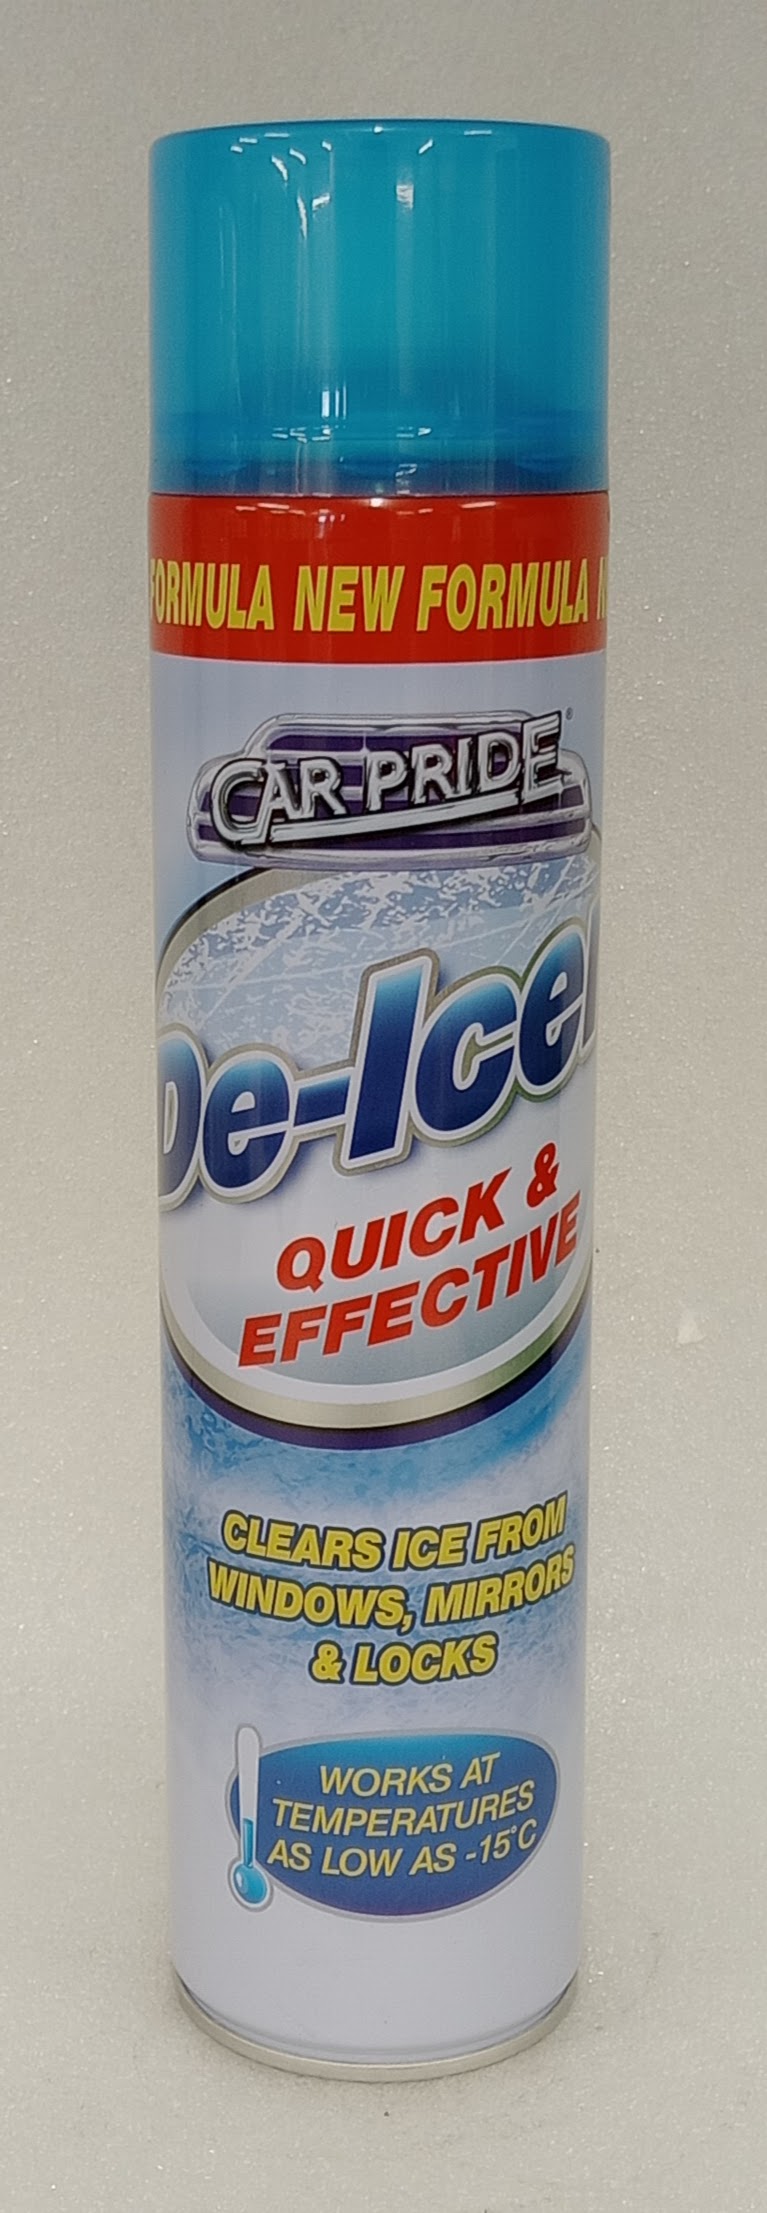 FORMULA NEW FORMULA
CAR PRIDE®
De-Icer
QUICK &
EFFECTIVE
CLEARS ICE FROM
WINDOWS, MIRRORS
& LOCKS
WORKS AT
TEMPERATURES
AS LOW AS -15°C